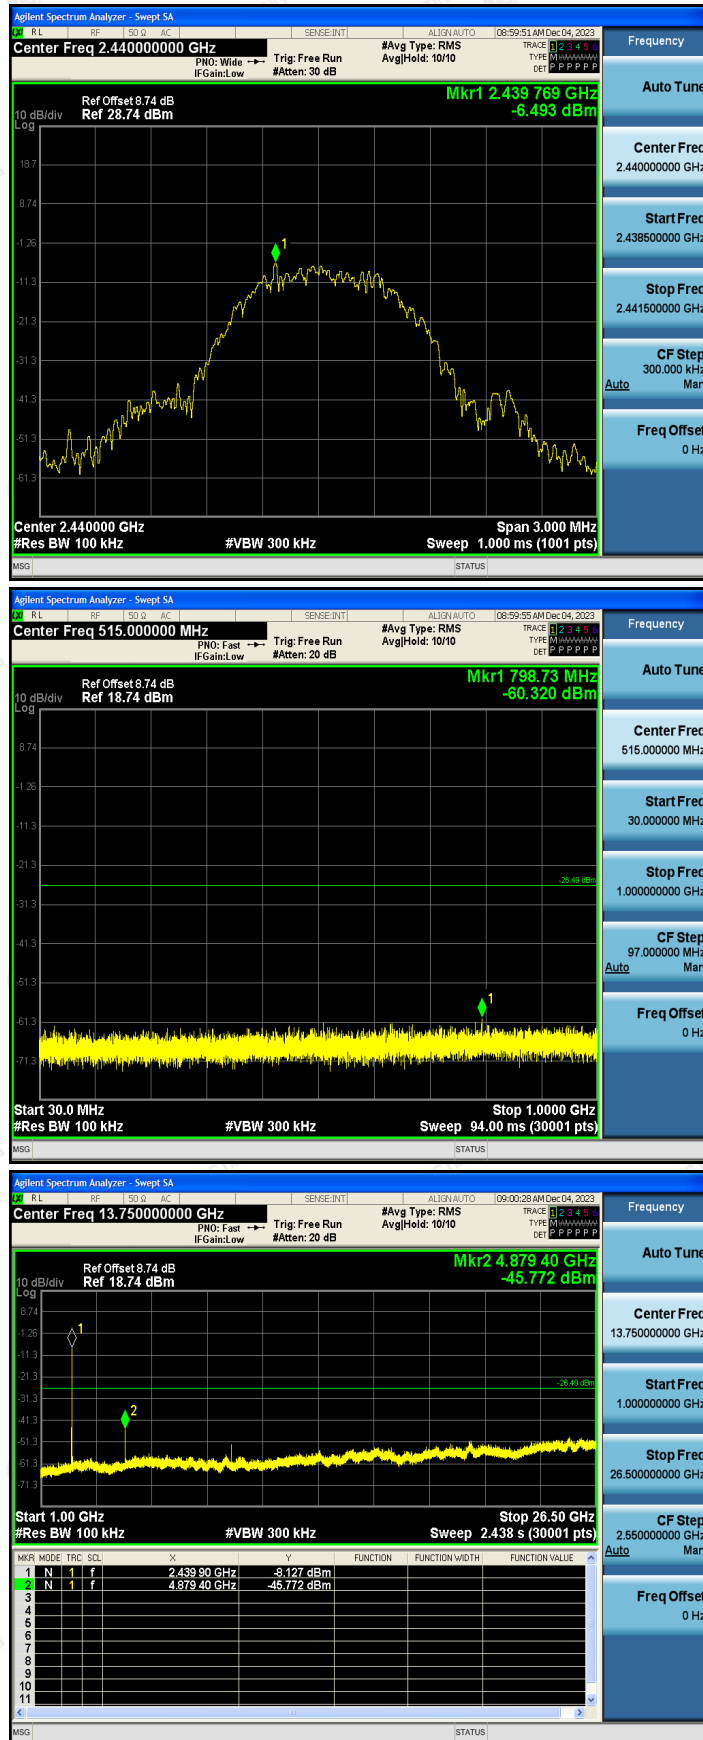 Agilent Spectrum Analyzer - Swept SA
LXI RL RF 50 Ω AC SENSE:INT ALIGN AUTO 08:59:51 AM Dec 04, 2023
Center Freq 2.440000000 GHz
PNO: Wide
IFGain:Low
Trig: Free Run
#Atten: 30 dB
#Avg Type: RMS
Avg|Hold: 10/10
TRACE 1 2 3 4 5 6
TYPE M
DET P P P P P P
Frequency
Auto Tune
Center Freq
2.440000000 GHz
Start Freq
2.438500000 GHz
Stop Freq
2.441500000 GHz
CF Step
300.000 kHz
Auto Man
Freq Offset
0 Hz
Mkr1 2.439 769 GHz
-6.493 dBm
Ref Offset 8.74 dB
10 dB/div Ref 28.74 dBm
Log
18.7
8.74
-1.26
-11.3
-21.3
-31.3
-41.3
-51.3
-61.3
1
Center 2.440000 GHz Span 3.000 MHz
#Res BW 100 kHz #VBW 300 kHz Sweep 1.000 ms (1001 pts)
MSG STATUS
Agilent Spectrum Analyzer - Swept SA
LXI RL RF 50 Ω AC SENSE:INT ALIGN AUTO 08:59:55 AM Dec 04, 2023
Center Freq 515.000000 MHz
PNO: Fast
IFGain:Low
Trig: Free Run
#Atten: 20 dB
#Avg Type: RMS
Avg|Hold: 10/10
TRACE 1 2 3 4 5 6
TYPE M
DET P P P P P P
Frequency
Auto Tune
Center Freq
515.000000 MHz
Start Freq
30.000000 MHz
Stop Freq
1.000000000 GHz
CF Step
97.000000 MHz
Auto Man
Freq Offset
0 Hz
Mkr1 798.73 MHz
-60.320 dBm
Ref Offset 8.74 dB
10 dB/div Ref 18.74 dBm
Log
8.74
-1.26
-11.3
-21.3
-31.3
-41.3
-51.3
-61.3
-71.3
-26.49 dBm
1
Start 30.0 MHz Stop 1.0000 GHz
#Res BW 100 kHz #VBW 300 kHz Sweep 94.00 ms (30001 pts)
MSG STATUS
Agilent Spectrum Analyzer - Swept SA
LXI RL RF 50 Ω AC SENSE:INT ALIGN AUTO 09:00:28 AM Dec 04, 2023
Center Freq 13.750000000 GHz
PNO: Fast
IFGain:Low
Trig: Free Run
#Atten: 20 dB
#Avg Type: RMS
Avg|Hold: 10/10
TRACE 1 2 3 4 5 6
TYPE M
DET P P P P P P
Frequency
Auto Tune
Center Freq
13.750000000 GHz
Start Freq
1.000000000 GHz
Stop Freq
26.500000000 GHz
CF Step
2.550000000 GHz
Auto Man
Freq Offset
0 Hz
Mkr2 4.879 40 GHz
-45.772 dBm
Ref Offset 8.74 dB
10 dB/div Ref 18.74 dBm
Log
8.74
-1.26
-11.3
-21.3
-31.3
-41.3
-51.3
-61.3
-71.3
-26.49 dBm
1
2
Start 1.00 GHz Stop 26.50 GHz
#Res BW 100 kHz #VBW 300 kHz Sweep 2.438 s (30001 pts)
MKR MODE TRC SCL X Y FUNCTION FUNCTION WIDTH FUNCTION VALUE
1 N 1 f 2.439 90 GHz -8.127 dBm
2 N 1 f 4.879 40 GHz -45.772 dBm
3
4
5
6
7
8
9
10
11
MSG STATUS